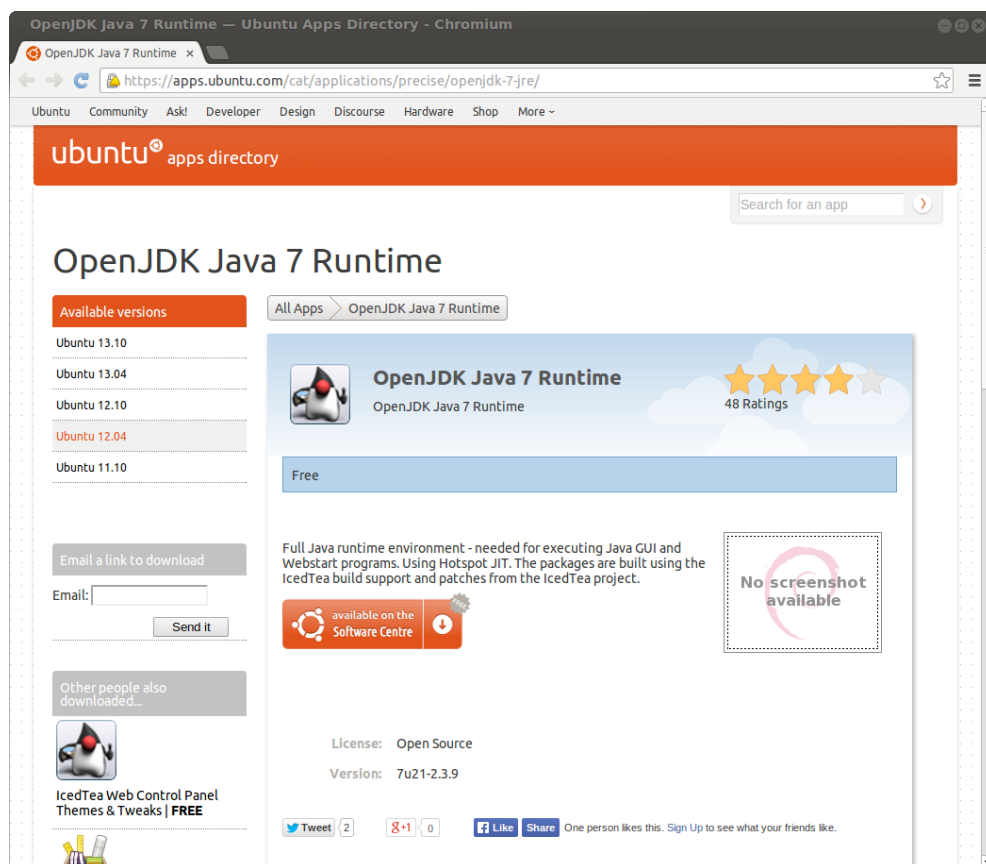 OpenJDK Java 7 Runtime — Ubuntu Apps Directory - Chromium
OpenJDK Java 7 Runtime ×
https://apps.ubuntu.com/cat/applications/precise/openjdk-7-jre/
Ubuntu Community Ask! Developer Design Discourse Hardware Shop More
ubuntu apps directory
Search for an app
OpenJDK Java 7 Runtime
Available versions
Ubuntu 13.10
Ubuntu 13.04
Ubuntu 12.10
Ubuntu 12.04
Ubuntu 11.10
Email a link to download
Email:
Send it
Other people also
downloaded...
IcedTea Web Control Panel
Themes & Tweaks | FREE
All Apps OpenJDK Java 7 Runtime
OpenJDK Java 7 Runtime
OpenJDK Java 7 Runtime
48 Ratings
Free
Full Java runtime environment - needed for executing Java GUI and
Webstart programs. Using Hotspot JIT. The packages are built using the
IcedTea build support and patches from the IcedTea project.
available on the
Software Centre
FREE
No screenshot
available
License: Open Source
Version: 7u21-2.3.9
Tweet 2 8+1 0 Like Share One person likes this. Sign Up to see what your friends like.